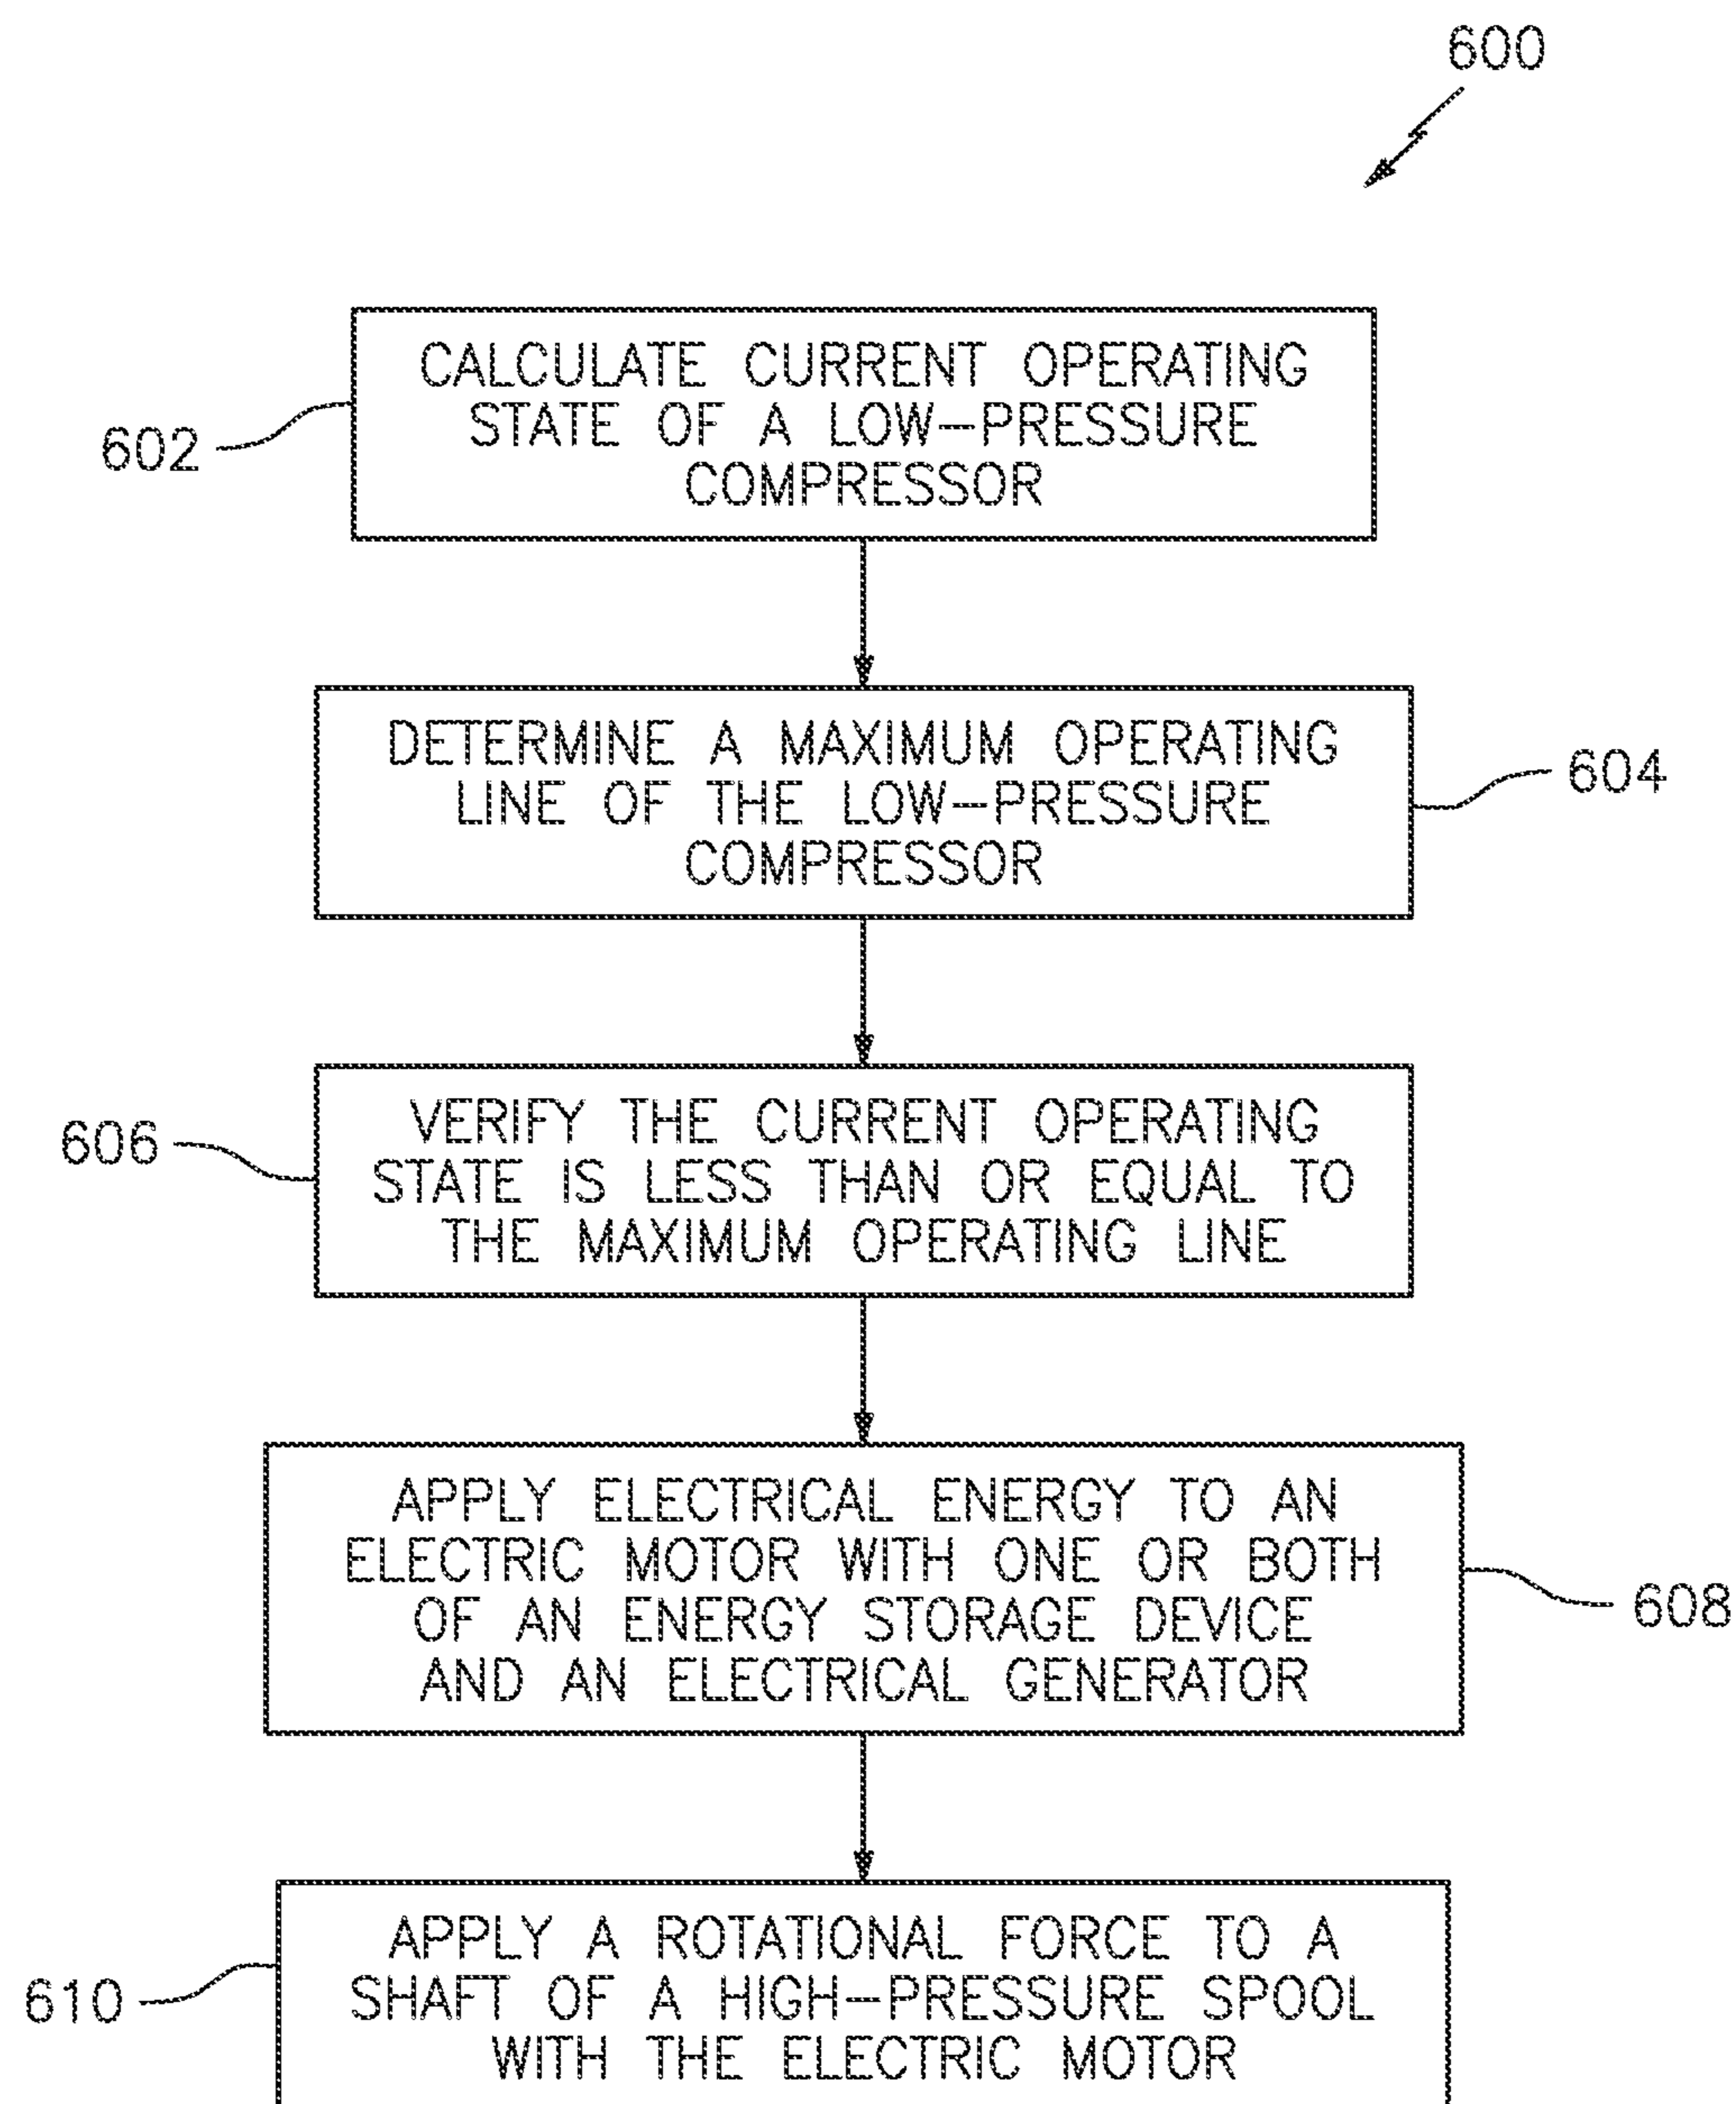 600
CALCULATE CURRENT OPERATING
STATE OF A LOW-PRESSURE
COMPRESSOR
602
DETERMINE A MAXIMUM OPERATING
LINE OF THE LOW-PRESSURE
COMPRESSOR
604
VERIFY THE CURRENT OPERATING
STATE IS LESS THAN OR EQUAL TO
THE MAXIMUM OPERATING LINE
606
APPLY ELECTRICAL ENERGY TO AN
ELECTRIC MOTOR WITH ONE OR BOTH
OF AN ENERGY STORAGE DEVICE
AND AN ELECTRICAL GENERATOR
608
APPLY A ROTATIONAL FORCE TO A
SHAFT OF A HIGH-PRESSURE SPOOL
WITH THE ELECTRIC MOTOR
610